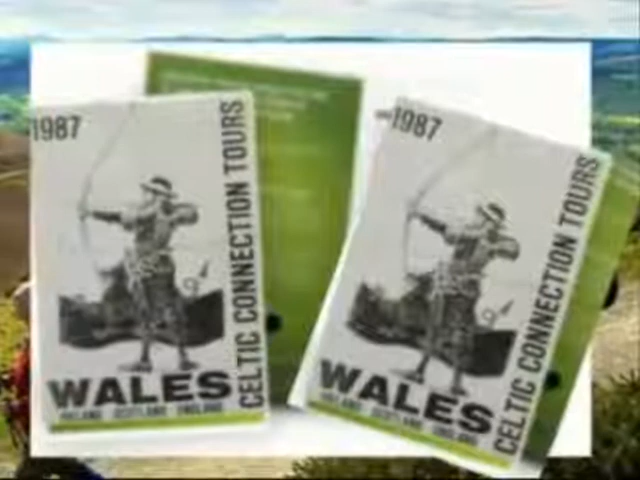 1987
CELTIC CONNECTION TOURS
WALES
IRELAND SCOTLAND ENGLAND
1987
CELTIC CONNECTION TOURS
WALES
IRELAND SCOTLAND ENGLAND